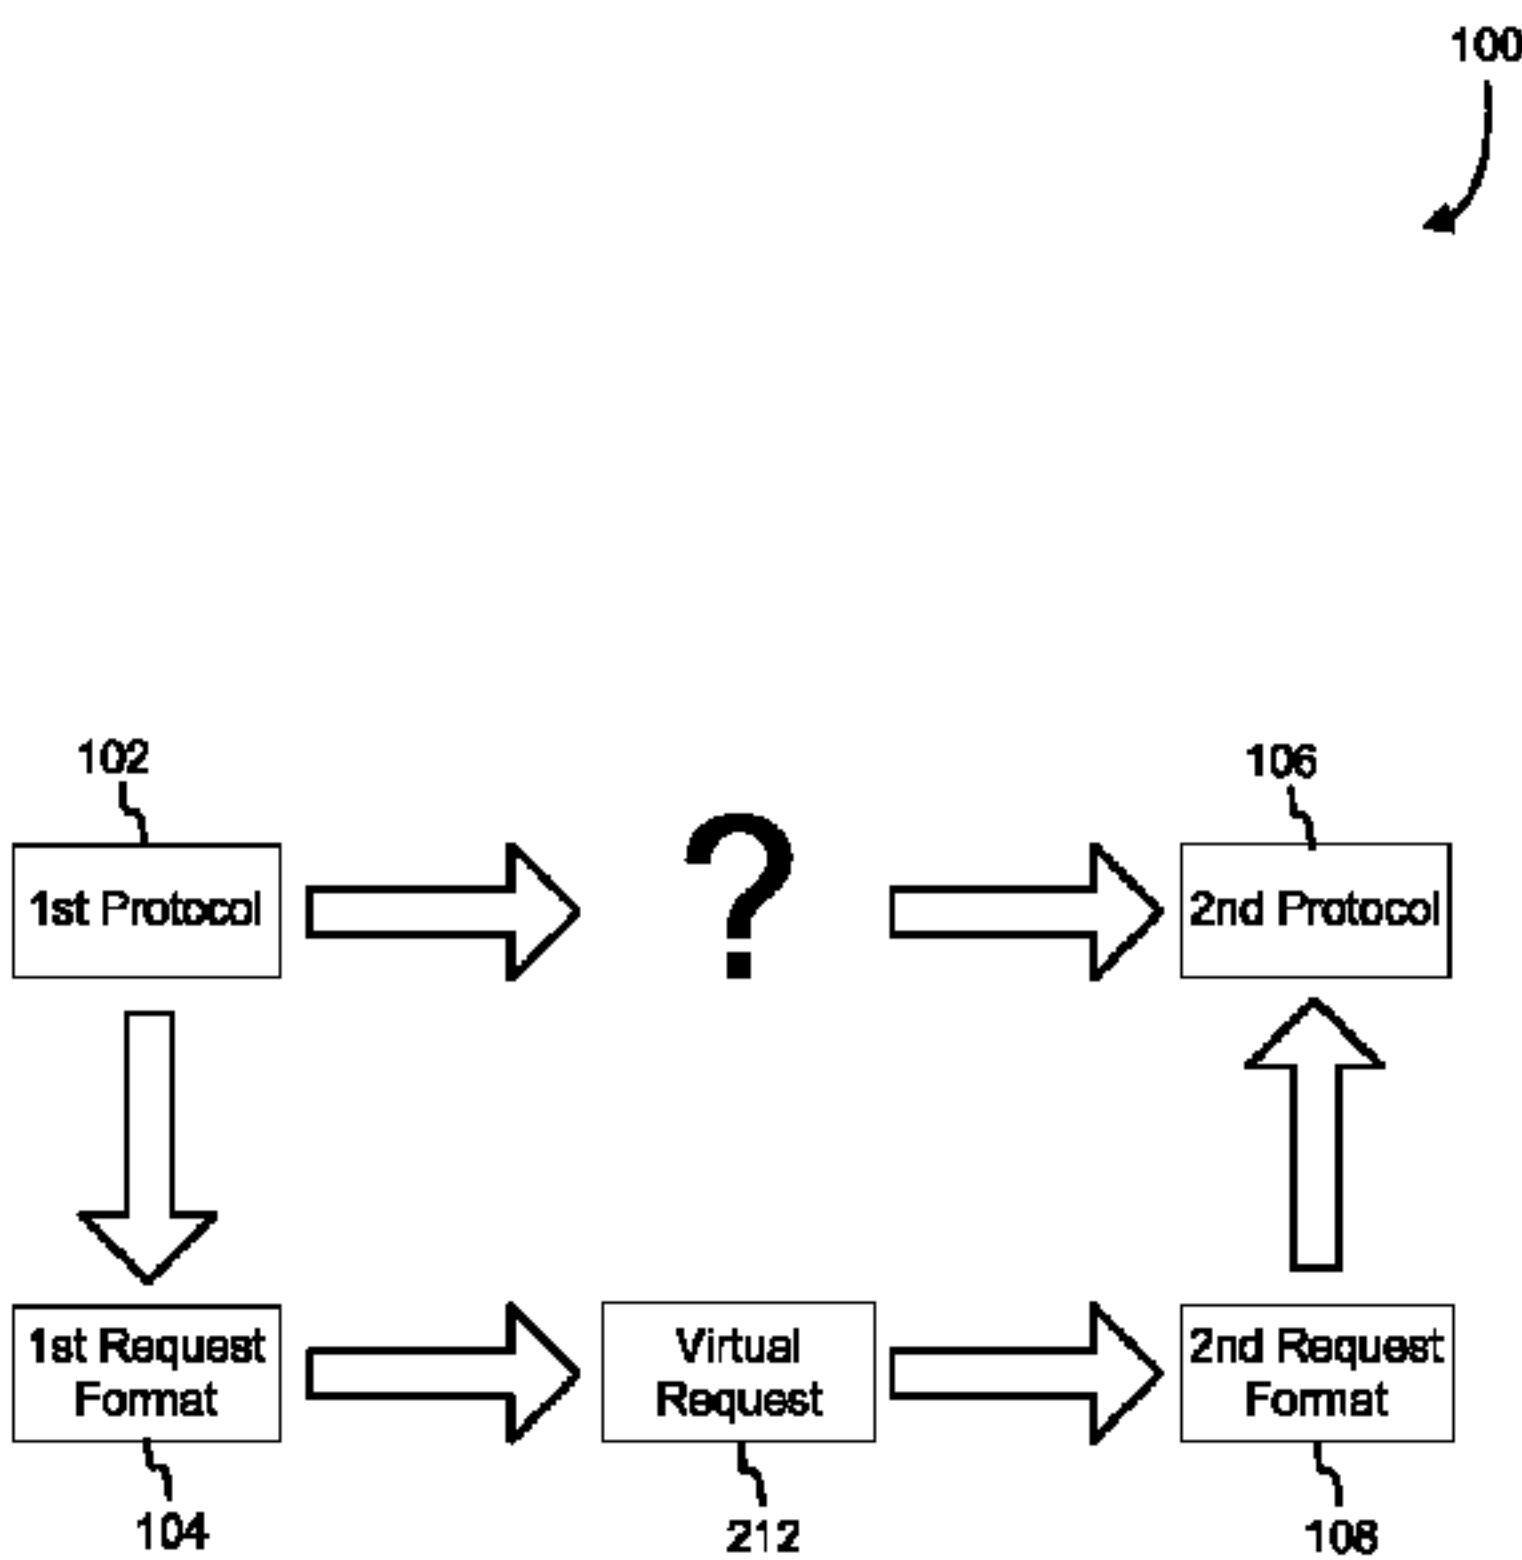 100
102
106
1st Protocol
?
2nd Protocol
1st Request
Format
Virtual
Request
2nd Request
Format
104
212
108